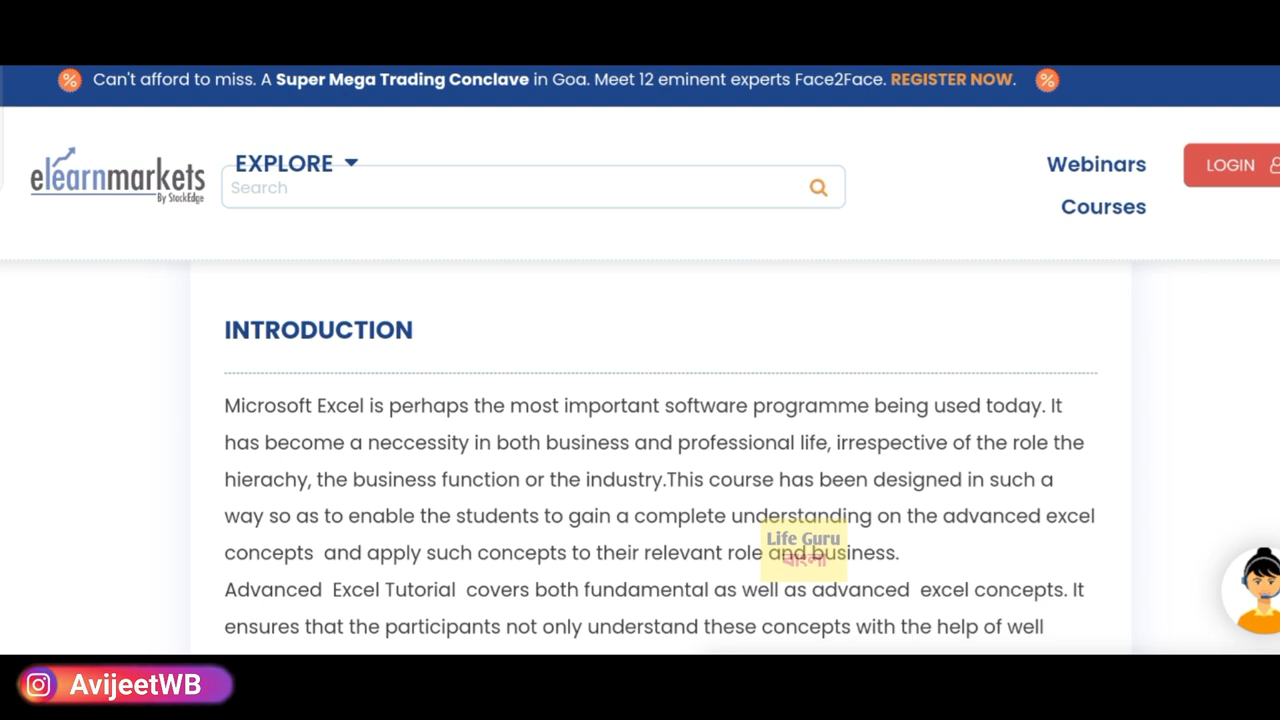 Can't afford to miss. A Super Mega Trading Conclave in Goa. Meet 12 eminent experts Face2Face. REGISTER NOW.
elearnmarkets
By StockEdge
EXPLORE
Search
Webinars
Courses
LOGIN
INTRODUCTION
Microsoft Excel is perhaps the most important software programme being used today. It
has become a neccessity in both business and professional life, irrespective of the role the
hierachy, the business function or the industry.This course has been designed in such a
way so as to enable the students to gain a complete understanding on the advanced excel
concepts and apply such concepts to their relevant role and business.
Life Guru
বাংলা
Advanced Excel Tutorial covers both fundamental as well as advanced excel concepts. It
ensures that the participants not only understand these concepts with the help of well
AvijeetWB